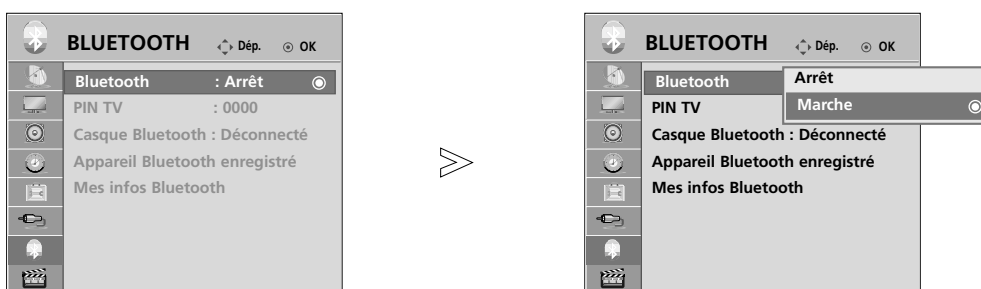 BLUETOOTH Dép. OK
Bluetooth : Arrêt
PIN TV : 0000
Casque Bluetooth : Déconnecté
Appareil Bluetooth enregistré
Mes infos Bluetooth
BLUETOOTH Dép. OK
Bluetooth Arrêt
PIN TV Marche
Casque Bluetooth : Déconnecté
Appareil Bluetooth enregistré
Mes infos Bluetooth